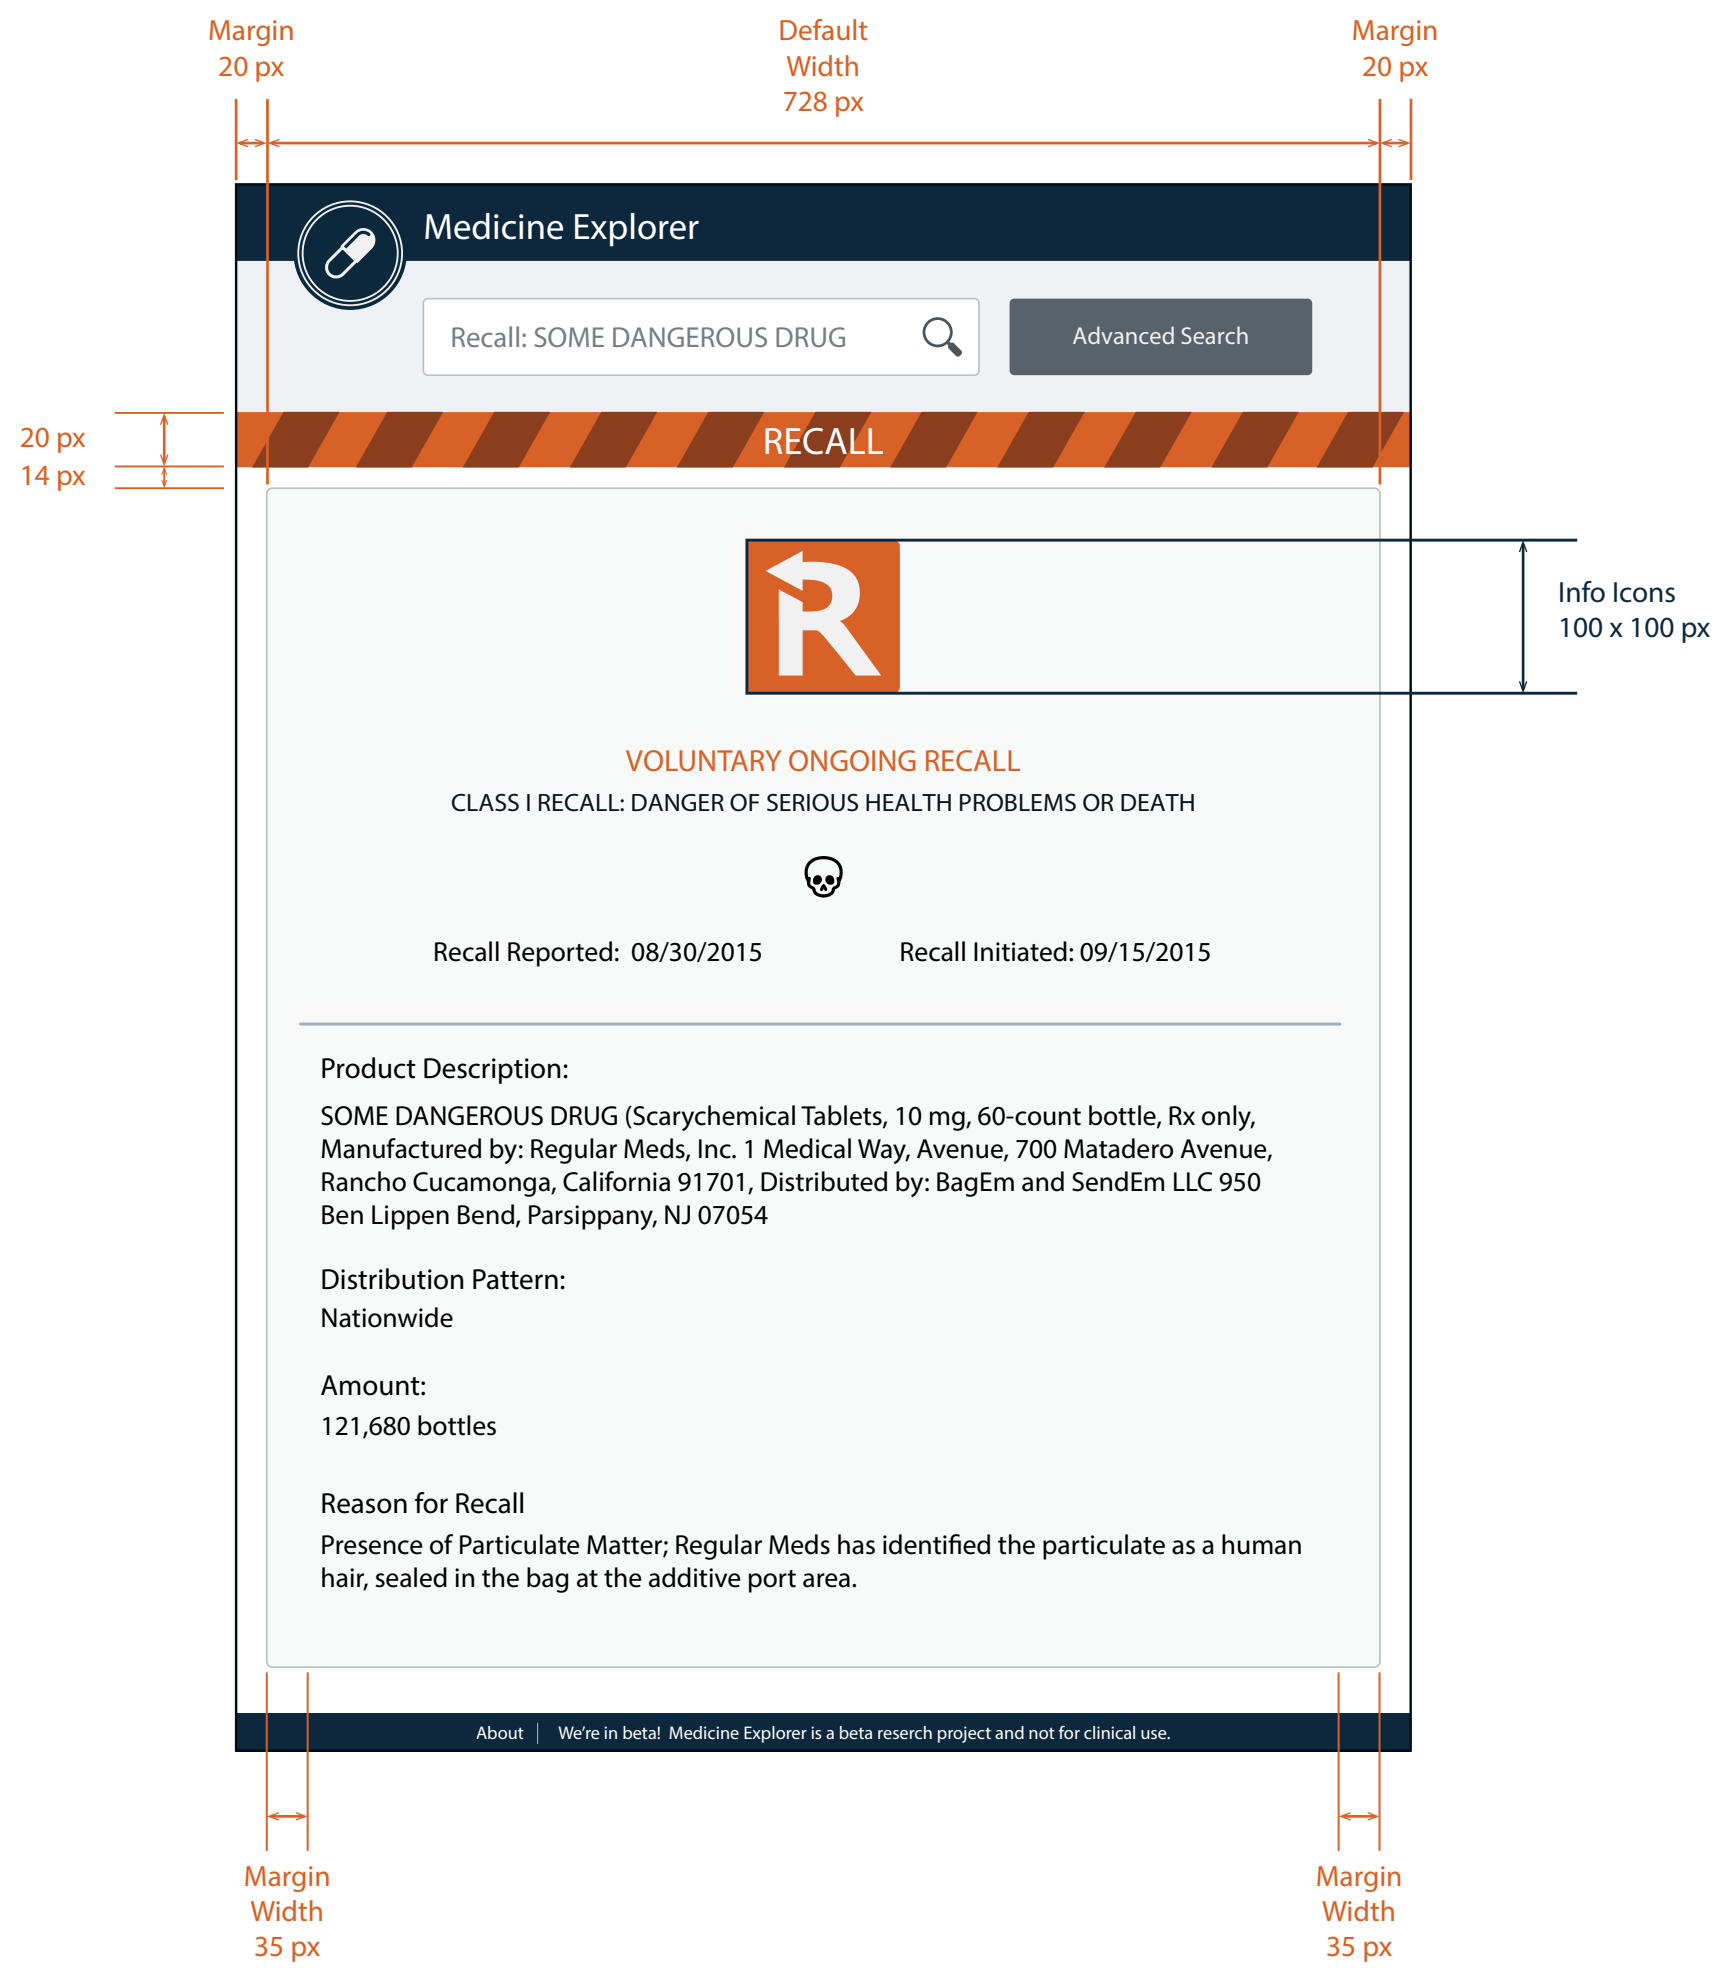 Margin
20 px
Default
Width
728 px
Margin
20 px
Medicine Explorer
Recall: SOME DANGEROUS DRUG
Advanced Search
20 px
14 px
RECALL
R
Info Icons
100 x 100 px
VOLUNTARY ONGOING RECALL
CLASS I RECALL: DANGER OF SERIOUS HEALTH PROBLEMS OR DEATH
Recall Reported: 08/30/2015
Recall Initiated: 09/15/2015
Product Description:
SOME DANGEROUS DRUG (Scarychemical Tablets, 10 mg, 60-count bottle, Rx only,
Manufactured by: Regular Meds, Inc. 1 Medical Way, Avenue, 700 Matadero Avenue,
Rancho Cucamonga, California 91701, Distributed by: BagEm and SendEm LLC 950
Ben Lippen Bend, Parsippany, NJ 07054
Distribution Pattern:
Nationwide
Amount:
121,680 bottles
Reason for Recall
Presence of Particulate Matter; Regular Meds has identified the particulate as a human
hair, sealed in the bag at the additive port area.
About | We're in beta! Medicine Explorer is a beta reserch project and not for clinical use.
Margin
Width
35 px
Margin
Width
35 px